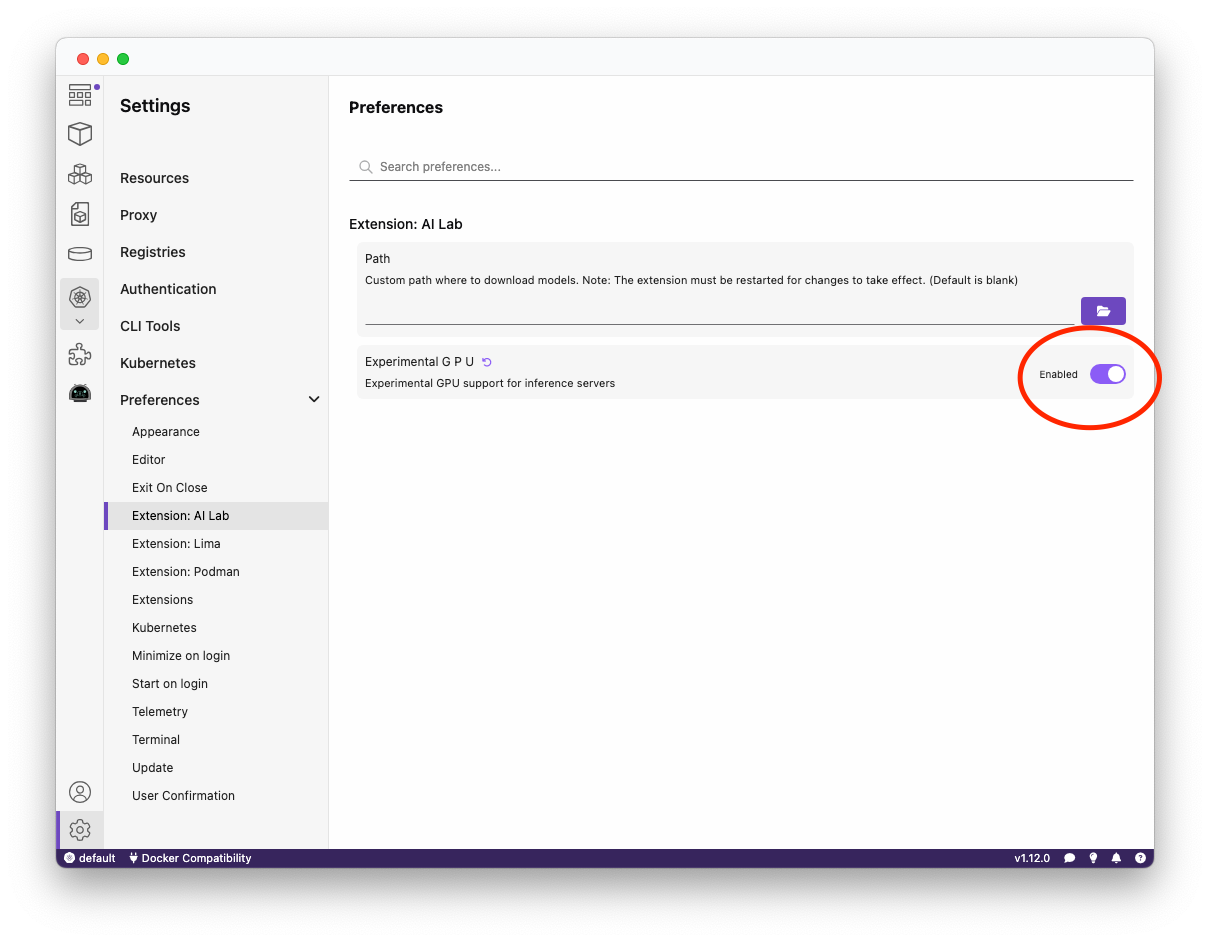 Settings
Resources
Proxy
Registries
Authentication
CLI Tools
Kubernetes
Preferences
Appearance
Editor
Exit On Close
Extension: AI Lab
Extension: Lima
Extension: Podman
Extensions
Kubernetes
Minimize on login
Start on login
Telemetry
Terminal
Update
User Confirmation
Preferences
Search preferences...
Extension: AI Lab
Path
Custom path where to download models. Note: The extension must be restarted for changes to take effect. (Default is blank)
Experimental G P U
Experimental GPU support for inference servers
Enabled
default
Docker Compatibility
v1.12.0